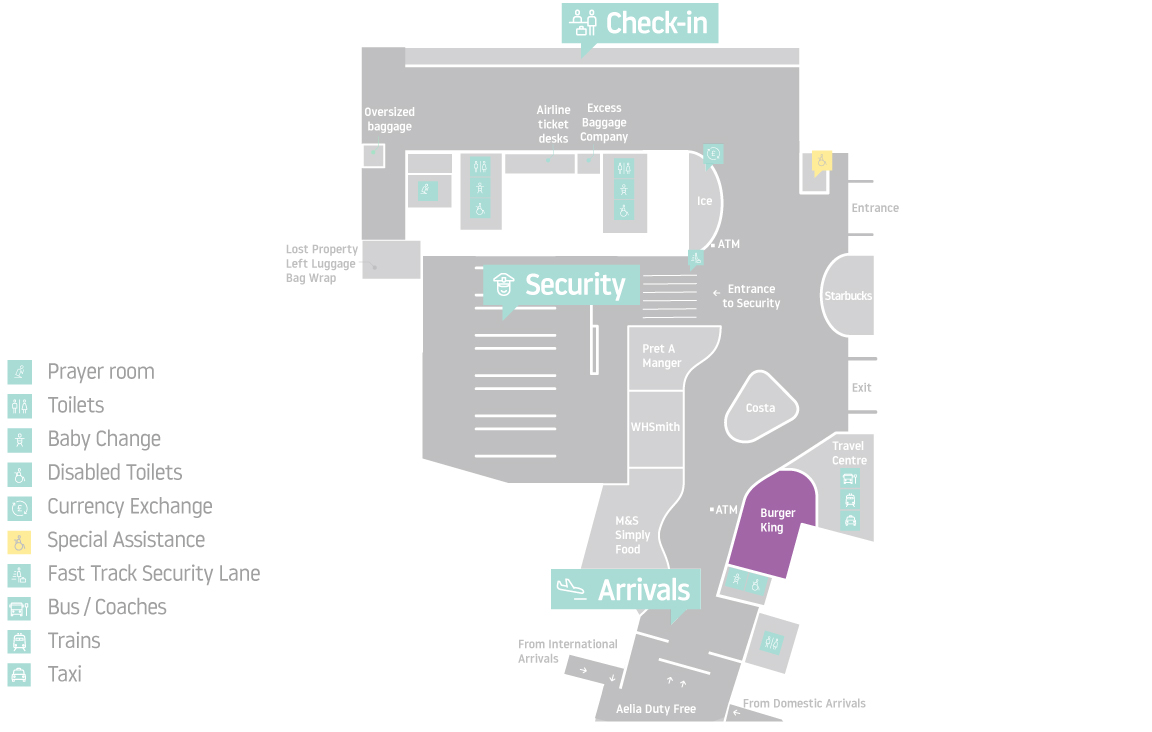 Check-in
Oversized
baggage
Airline
ticket
desks
Excess
Baggage
Company
£
Ice
Entrance
ATM
Lost Property
Left Luggage
Bag Wrap
Security
Entrance
to Security
Starbucks
Pret A
Manger
Exit
Costa
WHSmith
Travel
Centre
ATM
Burger
King
M&S
Simply
Food
Arrivals
From International
Arrivals
Aelia Duty Free
From Domestic Arrivals
Prayer room
Toilets
Baby Change
Disabled Toilets
£
Currency Exchange
Special Assistance
Fast Track Security Lane
Bus / Coaches
Trains
Taxi